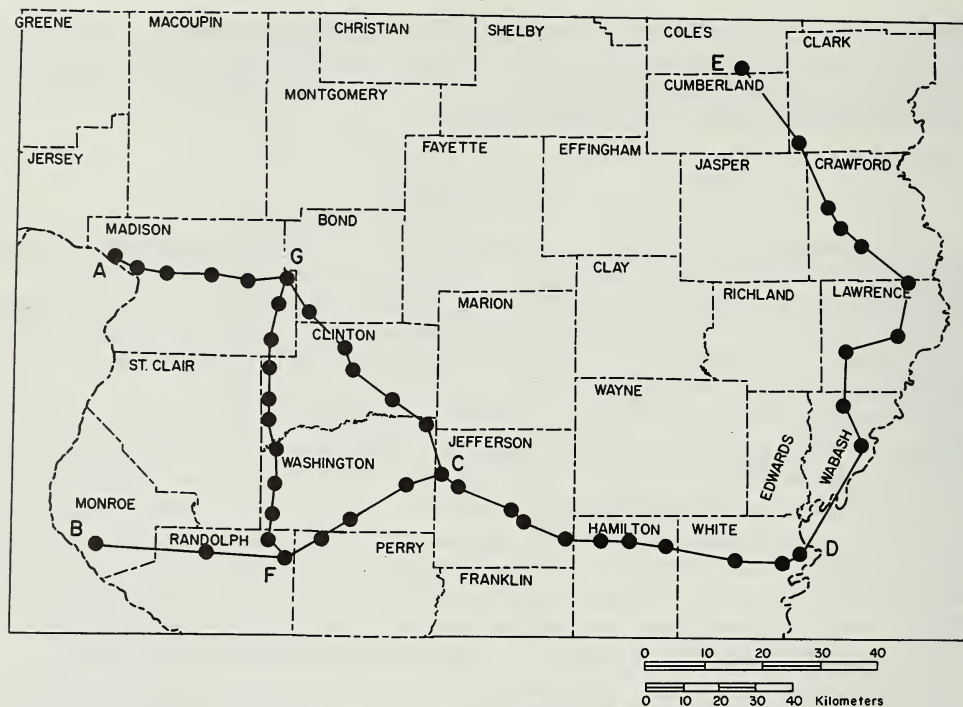 GREENE
MACOUPIN
CHRISTIAN
SHELBY
COLES
CLARK
E
CUMBERLAND
MONTGOMERY
JERSEY
FAYETTE
EFFINGHAM
JASPER
CRAWFORD
MADISON
BOND
A
G
CLAY
RICHLAND
LAWRENCE
MARION
CLINTON
ST. CLAIR
WAYNE
JEFFERSON
WASHINGTON
C
EDWARDS
WABASH
MONROE
B
RANDOLPH
PERRY
HAMILTON
WHITE
D
F
FRANKLIN
0 10 20 30 40
0 10 20 30 40 Kilometers